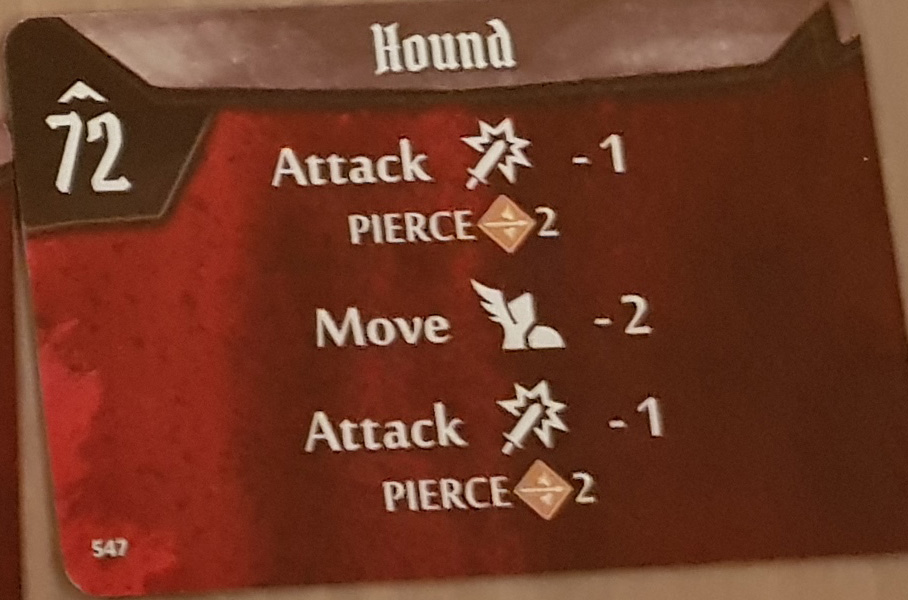 Hound
72
Attack -1
PIERCE 2
Move -2
Attack -1
PIERCE 2
547